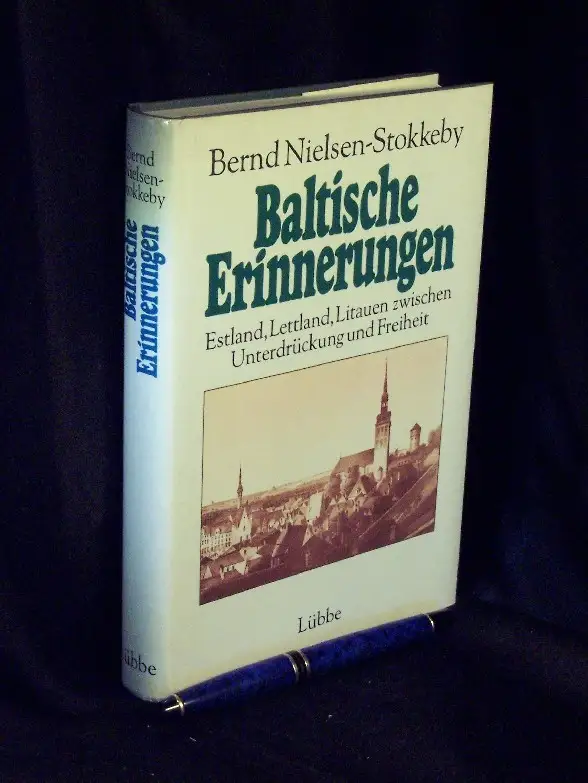 Bernd Nielsen-Stokkeby
Baltische
Erinnerungen
Estland, Lettland, Litauen zwischen
Unterdrückung und Freiheit
Lübbe
Bernd
Nielsen-
Stokkeby
Baltische
Erinnerungen
Lübbe